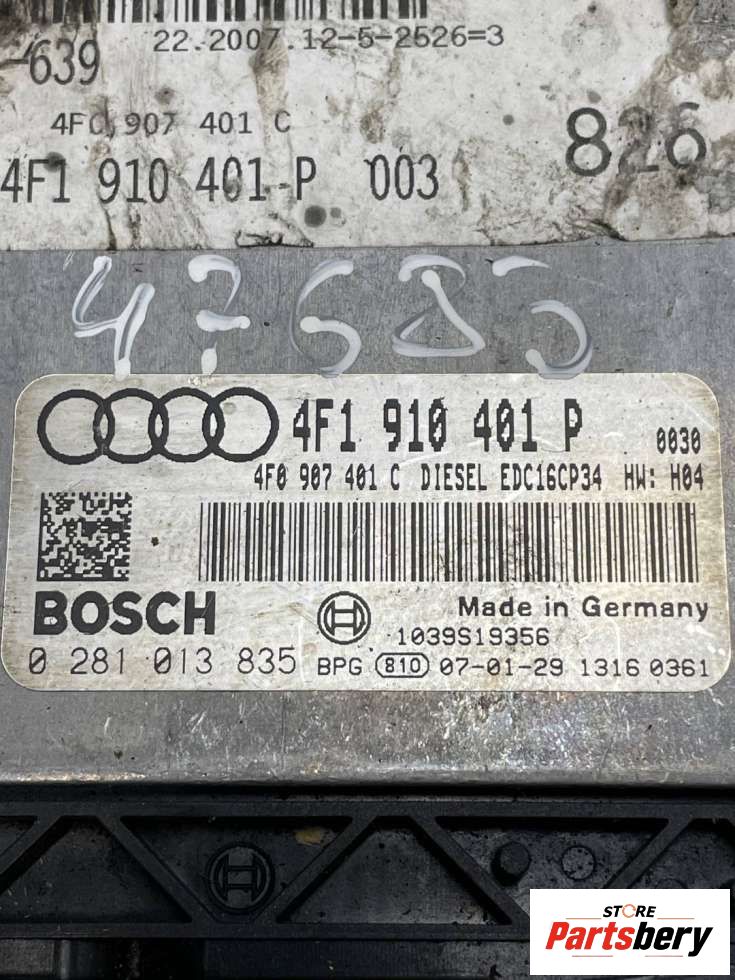 22.2007.12-5-2526=3
-639
4F0 907 401 C
826
4F1 910 401 P 003
47685
4F1 910 401 P 0030
4F0 907 401 C DIESEL EDC16CP34 HW: H04
BOSCH
Made in Germany
1039S19356
0 281 013 835 BPG 810 07-01-29 1316 0361
STORE
Partsbery